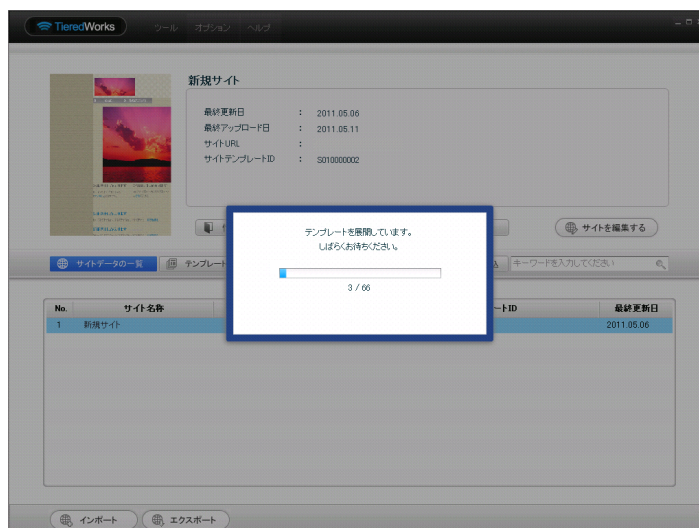 TieredWorks ツール オプション ヘルプ
新規サイト
最終更新日 : 2011.05.06
最終アップロード日 : 2011.05.11
サイトURL :
サイトテンプレートID : S010000002
テンプレートを展開しています。
しばらくお待ちください。
3 / 66
サイトを編集する
サイトデータの一覧 テンプレート キーワードを入力してください
No. サイト名称 ートID 最終更新日
1 新規サイト 2011.05.06
インポート エクスポート